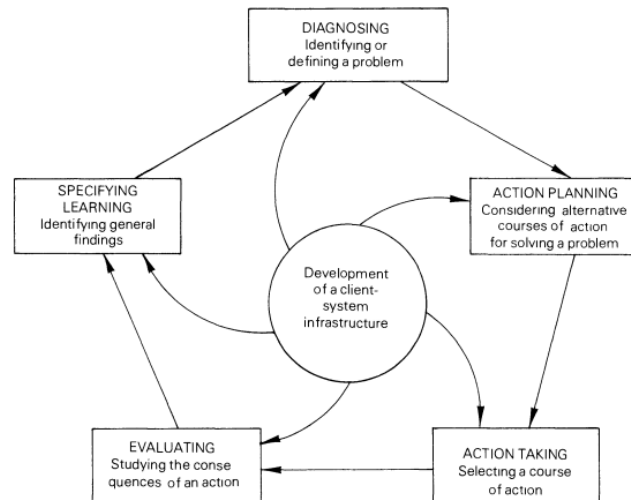 DIAGNOSING
Identifying or
defining a problem
ACTION PLANNING
Considering alternative
courses of action
for solving a problem
SPECIFYING
LEARNING
Identifying general
findings
Development
of a client-
system
infrastructure
EVALUATING
Studying the conse
quences of an action
ACTION TAKING
Selecting a course
of action